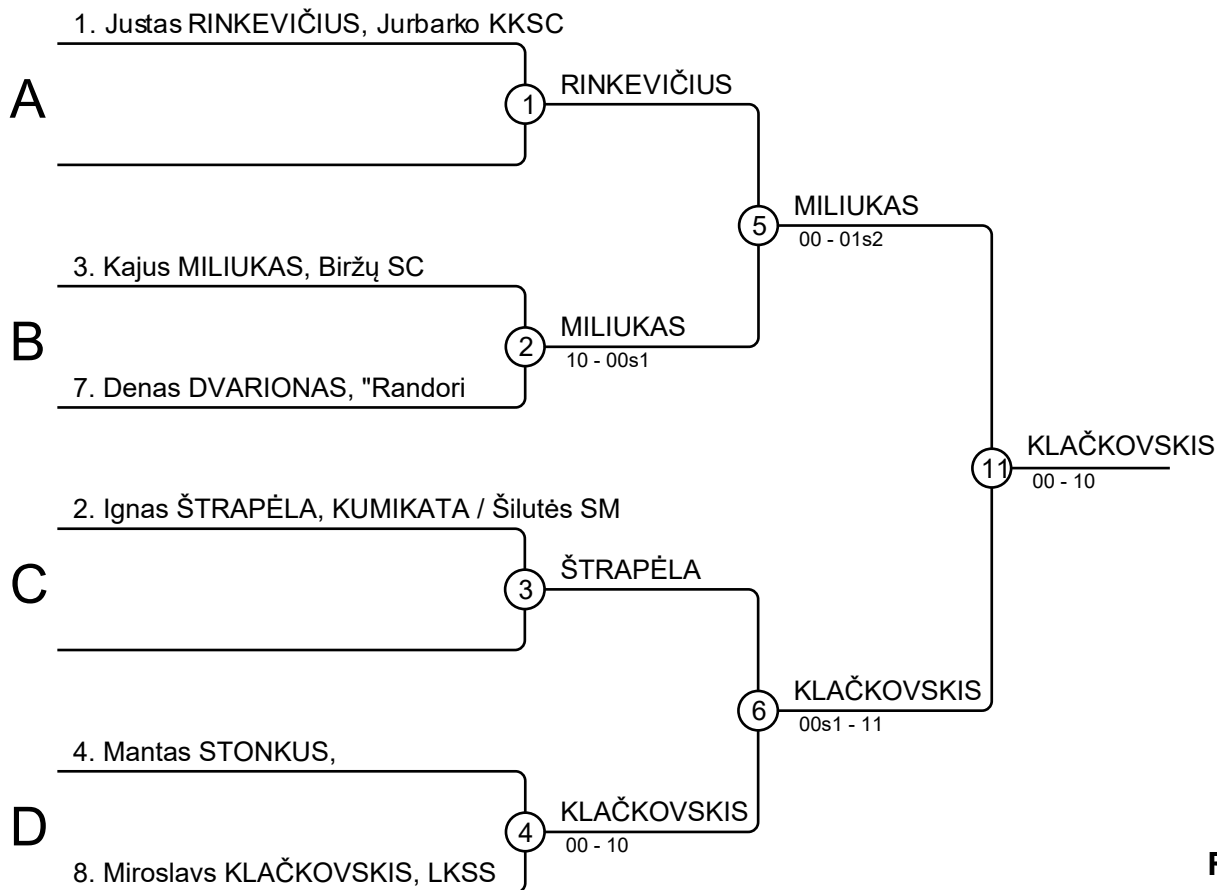 1. Justas RINKEVIČIUS, Jurbarko KKSC
A
1
RINKEVIČIUS
5
MILIUKAS
00 - 01s2
3. Kajus MILIUKAS, Biržų SC
B
2
MILIUKAS
10 - 00s1
7. Denas DVARIONAS, "Randori
11
KLAČKOVSKIS
00 - 10
2. Ignas ŠTRAPĖLA, KUMIKATA / Šilutės SM
C
3
ŠTRAPĖLA
6
KLAČKOVSKIS
00s1 - 11
4. Mantas STONKUS,
D
4
KLAČKOVSKIS
00 - 10
8. Miroslavs KLAČKOVSKIS, LKSS